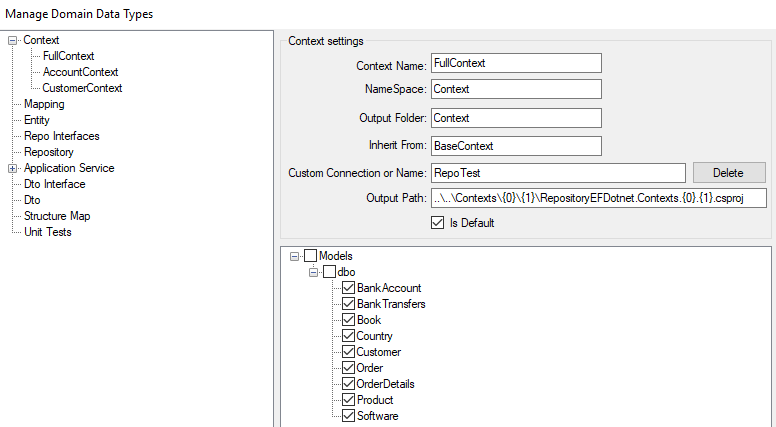 Manage Domain Data Types
Context
FullContext
AccountContext
CustomerContext
Mapping
Entity
Repo Interfaces
Repository
Application Service
Dto Interface
Dto
Structure Map
Unit Tests
Context settings
Context Name: FullContext
NameSpace: Context
Output Folder: Context
Inherit From: BaseContext
Custom Connection or Name: RepoTest Delete
Output Path: ..\..\Contexts\{0}\{1}\RepositoryEFDotnet.Contexts.{0}.{1}.csproj
Is Default
Models
dbo
BankAccount
BankTransfers
Book
Country
Customer
Order
OrderDetails
Product
Software